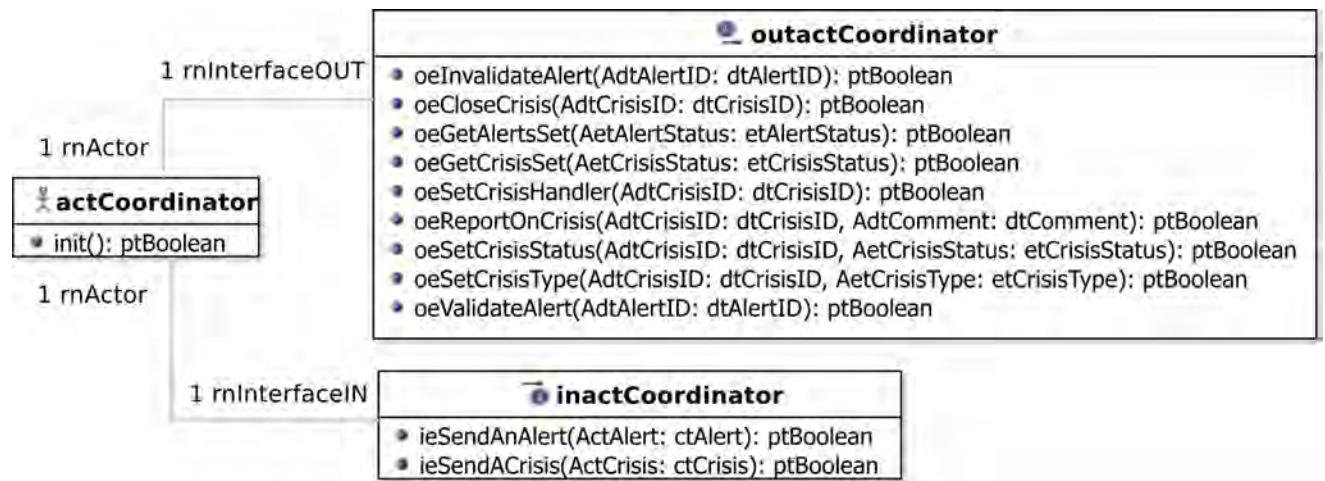 outactCoordinator
1 rnInterfaceOUT
oeInvalidateAlert(AdtAlertID: dtAlertID): ptBoolean
oeCloseCrisis(AdtCrisisID: dtCrisisID): ptBoolean
oeGetAlertsSet(AetAlertStatus: etAlertStatus): ptBoolean
oeGetCrisisSet(AetCrisisStatus: etCrisisStatus): ptBoolean
oeSetCrisisHandler(AdtCrisisID: dtCrisisID): ptBoolean
oeReportOnCrisis(AdtCrisisID: dtCrisisID, AdtComment: dtComment): ptBoolean
oeSetCrisisStatus(AdtCrisisID: dtCrisisID, AetCrisisStatus: etCrisisStatus): ptBoolean
oeSetCrisisType(AdtCrisisID: dtCrisisID, AetCrisisType: etCrisisType): ptBoolean
oeValidateAlert(AdtAlertID: dtAlertID): ptBoolean
1 rnActor
actCoordinator
init(): ptBoolean
1 rnActor
1 rnInterfaceIN
inactCoordinator
ieSendAnAlert(ActAlert: ctAlert): ptBoolean
ieSendACrisis(ActCrisis: ctCrisis): ptBoolean